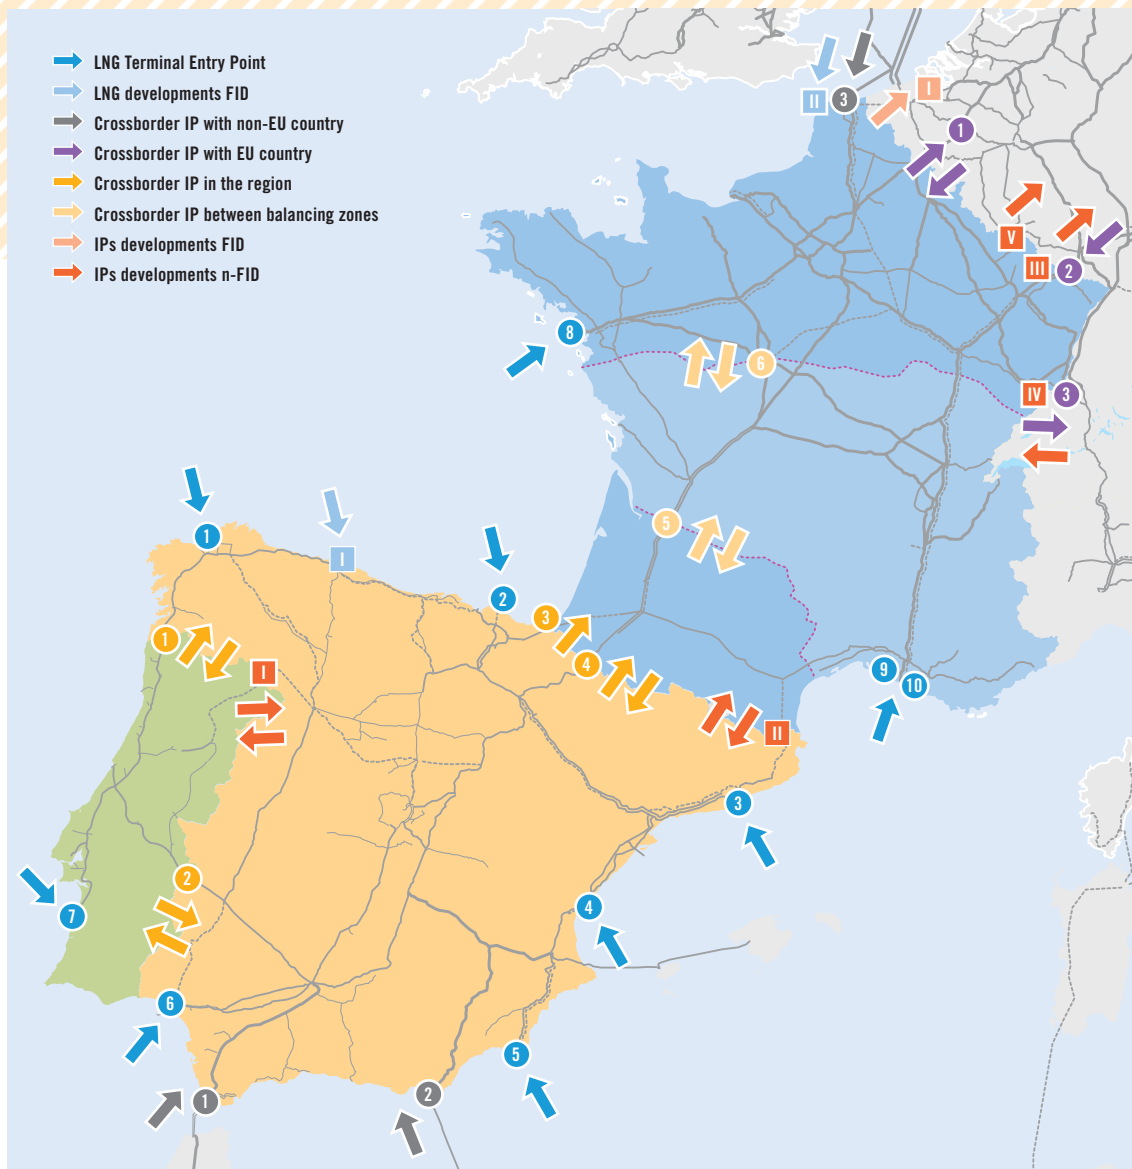 LNG Terminal Entry Point
LNG developments FID
Crossborder IP with non-EU country
Crossborder IP with EU country
Crossborder IP in the region
Crossborder IP between balancing zones
IPs developments FID
IPs developments n-FID
II
3
I
1
V
III
2
8
6
IV
3
5
1
I
2
3
1
4
I
9
10
II
3
2
7
4
6
5
1
2